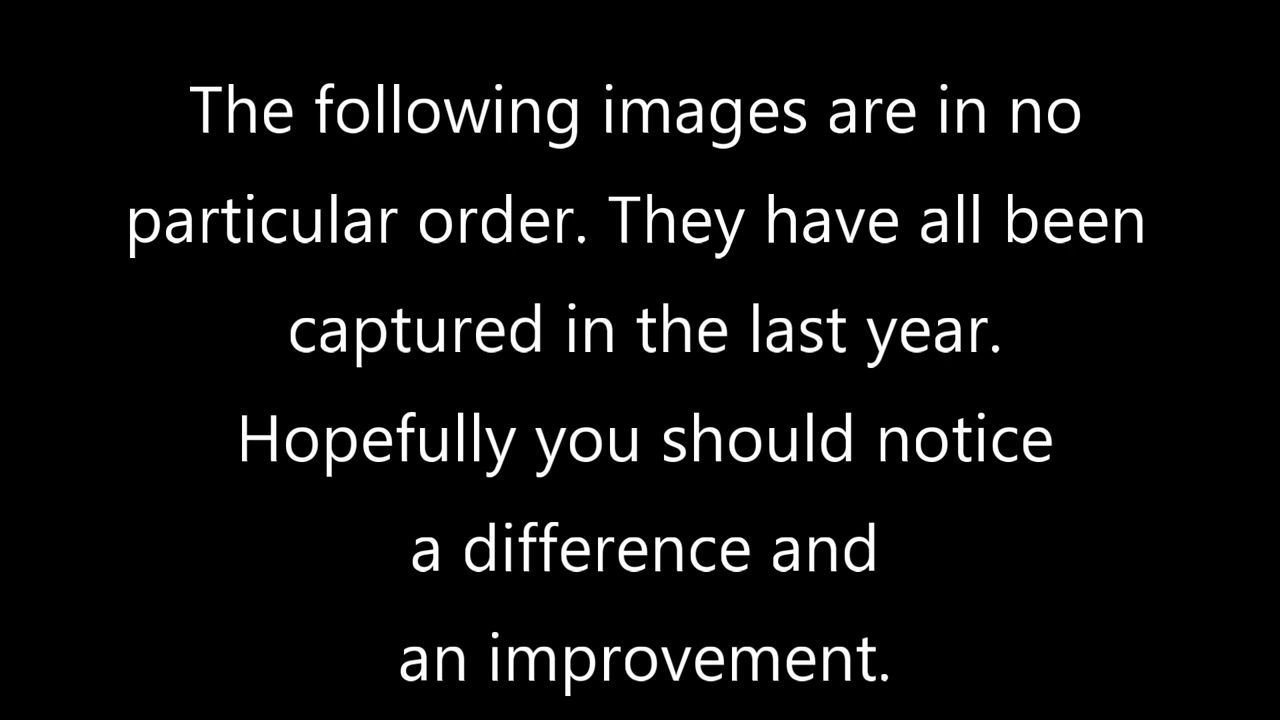 The following images are in no
particular order. They have all been
captured in the last year.
Hopefully you should notice
a difference and
an improvement.